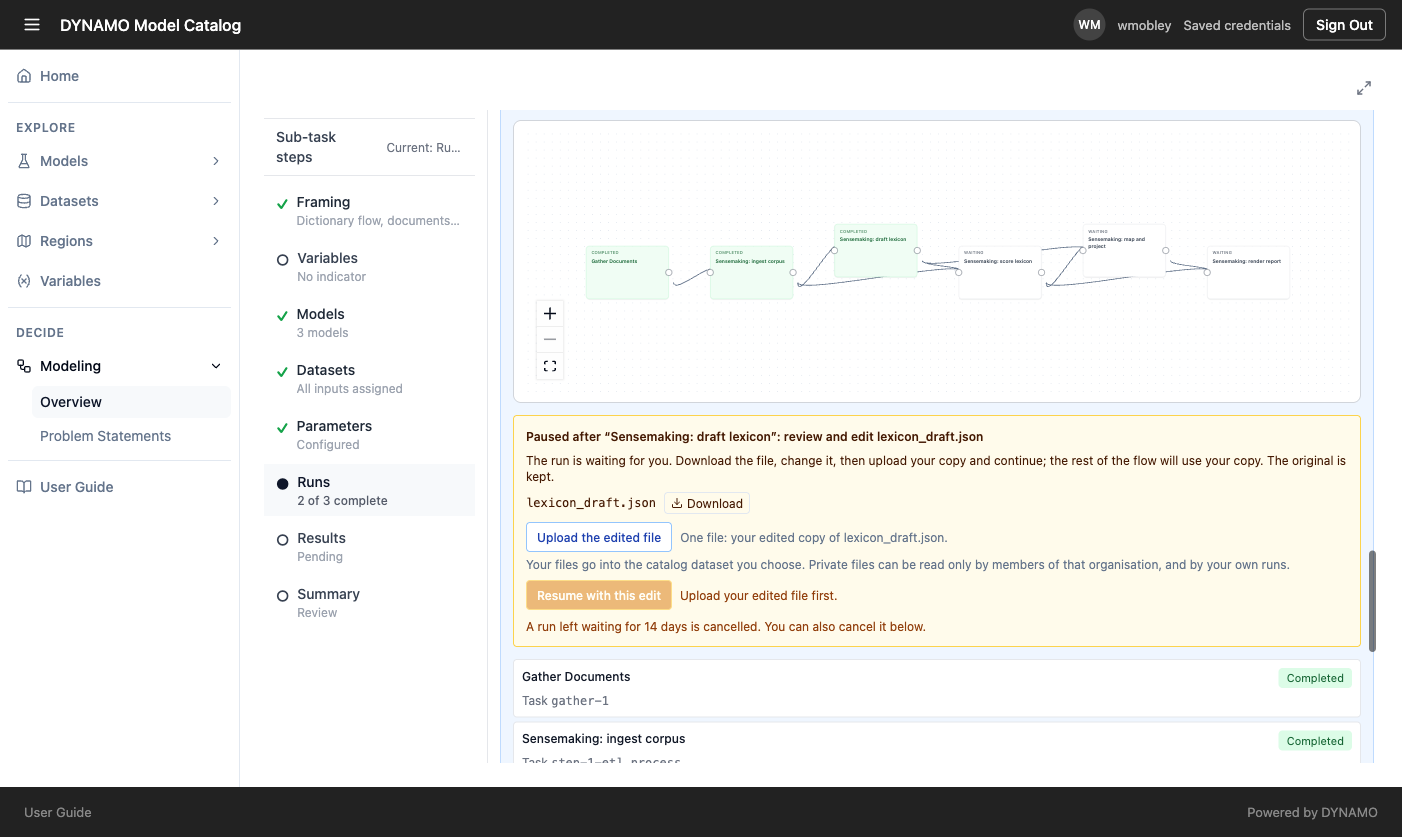 DYNAMO Model Catalog
WM
wmobley
Saved credentials
Sign Out
Home
EXPLORE
Models
Datasets
Regions
Variables
DECIDE
Modeling
Overview
Problem Statements
User Guide
Sub-task steps
Current: Ru...
Framing
Dictionary flow, documents...
Variables
No indicator
Models
3 models
Datasets
All inputs assigned
Parameters
Configured
Runs
2 of 3 complete
Results
Pending
Summary
Review
COMPLETED
Gather Documents
COMPLETED
Sensemaking: ingest corpus
COMPLETED
Sensemaking: draft lexicon
WAITING
Sensemaking: score lexicon
WAITING
Sensemaking: map and project
WAITING
Sensemaking: render report
Paused after “Sensemaking: draft lexicon”: review and edit lexicon_draft.json
The run is waiting for you. Download the file, change it, then upload your copy and continue; the rest of the flow will use your copy. The original is
kept.
lexicon_draft.json
Download
Upload the edited file
One file: your edited copy of lexicon_draft.json.
Your files go into the catalog dataset you choose. Private files can be read only by members of that organisation, and by your own runs.
Resume with this edit
Upload your edited file first.
A run left waiting for 14 days is cancelled. You can also cancel it below.
Gather Documents
Completed
Task gather-1
Sensemaking: ingest corpus
Completed
Task step-1-etl_process
User Guide
Powered by DYNAMO